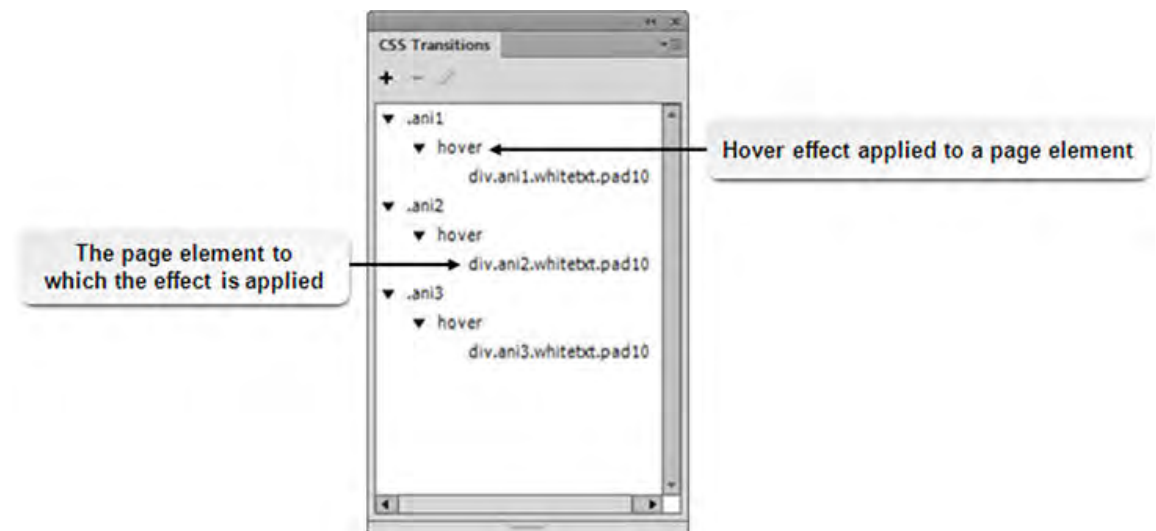 CSS Transitions
.ani1
hover
Hover effect applied to a page element
div.ani1.whitetxt.pad10
.ani2
hover
The page element to
which the effect is applied
div.ani2.whitetxt.pad10
.ani3
hover
div.ani3.whitetxt.pad10